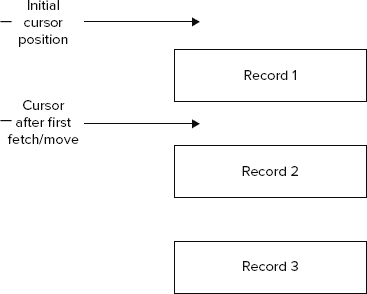 Initial
cursor
position
Record 1
Cursor
after first
fetch/move
Record 2
Record 3